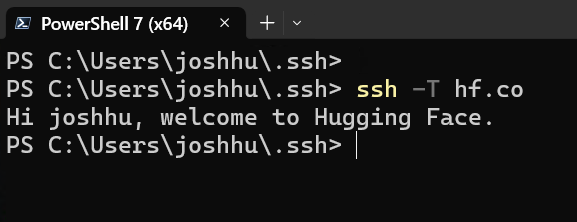 PowerShell 7 (x64)
PS C:\Users\joshhu\.ssh>
PS C:\Users\joshhu\.ssh> ssh -T hf.co
Hi joshhu, welcome to Hugging Face.
PS C:\Users\joshhu\.ssh>